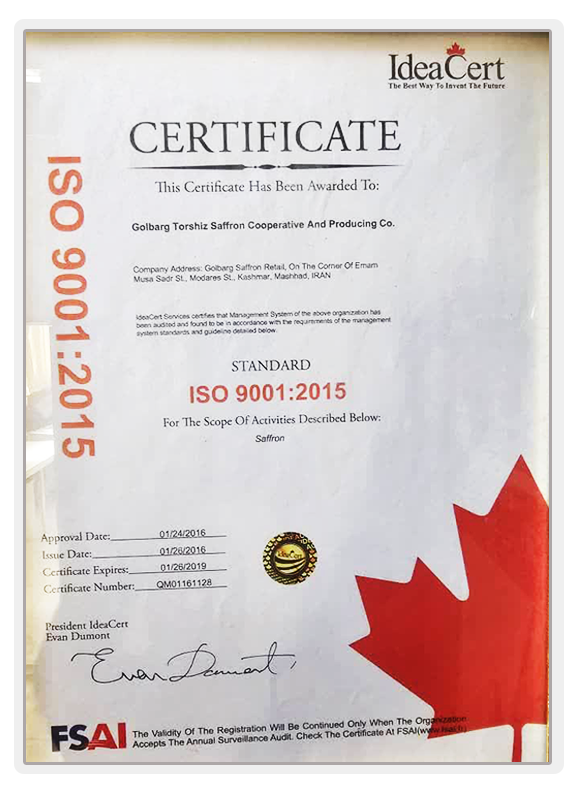 IdeaCert
The Best Way To Invent The Future
CERTIFICATE
This Certificate Has Been Awarded To:
Golbarg Torshiz Saffron Cooperative And Producing Co.
Company Address: Golbarg Saffron Retail, On The Corner Of Emam
Musa Sadr St., Modares St., Kashmar, Mashhad, IRAN
IdeaCert Services certifies that Management System of the above organization has
been audited and found to be in accordance with the requirements of the management
system standards and guideline detailed below.
STANDARD
ISO 9001:2015
For The Scope Of Activities Described Below:
Saffron
ISO 9001:2015
Approval Date: 01/24/2016
Issue Date: 01/26/2016
Certificate Expires: 01/26/2019
Certificate Number: QM01161128
IdeaCert
President IdeaCert
Evan Dumont
Evan Dumont
FSAI
The Validity Of The Registration Will Be Continued Only When The Organization
Accepts The Annual Surveillance Audit. Check The Certificate At FSAI(www.